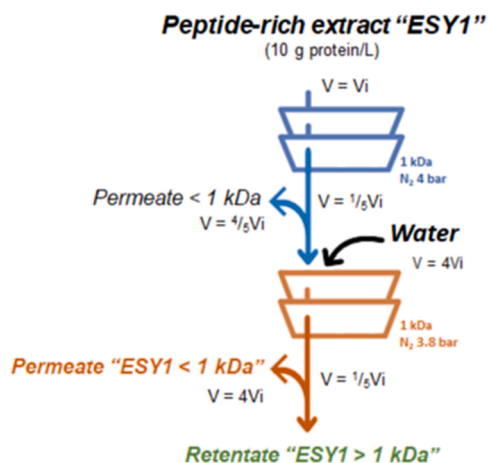 Peptide-rich extract “ESY1”
(10 g protein/L)
V = Vi
1 kDa
N₂ 4 bar
Permeate < 1 kDa
V = ⁴/₅Vi
V = ¹/₅Vi
Water
V = 4Vi
1 kDa
N₂ 3.8 bar
Permeate “ESY1 < 1 kDa”
V = 4Vi
V = ¹/₅Vi
Retentate “ESY1 > 1 kDa”